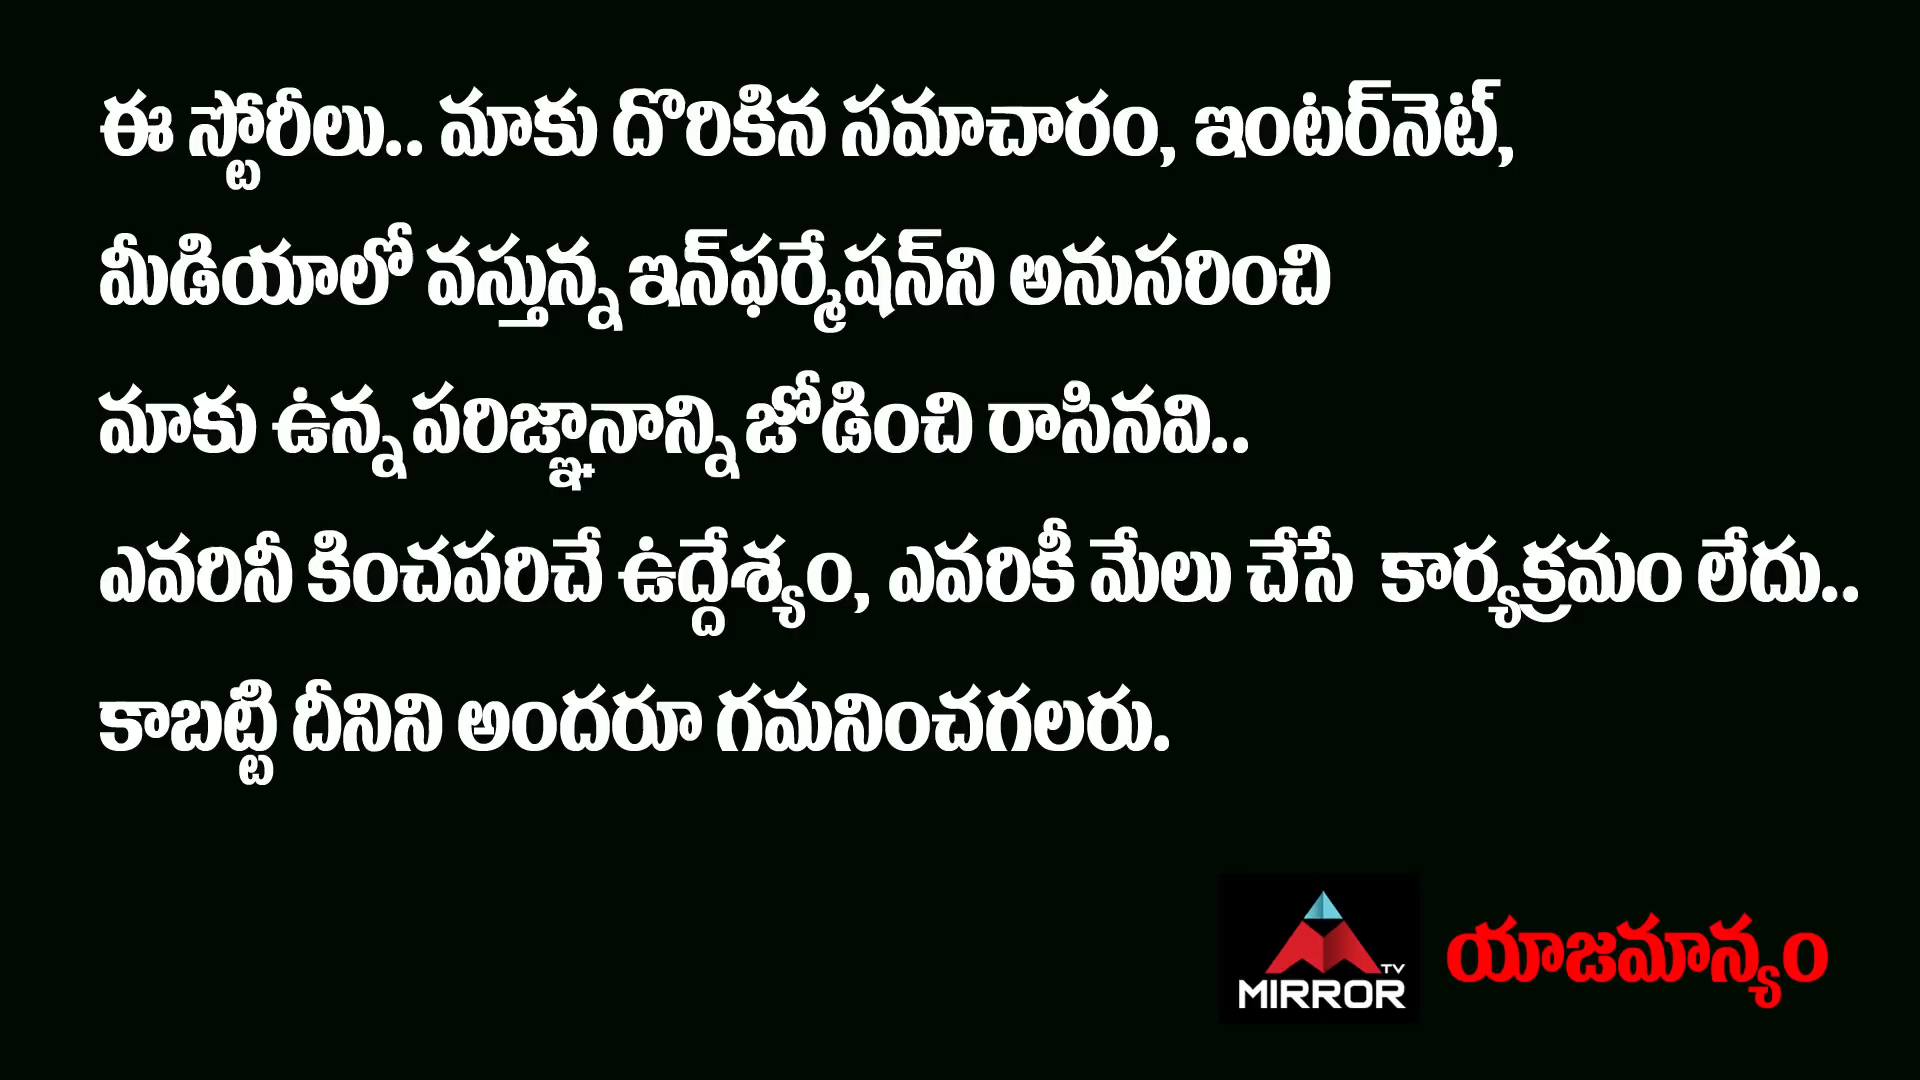 ఈ స్టోరీలు.. మాకు దొరికిన సమాచారం, ఇంటర్‌నెట్,
మీడియాలో వస్తున్న ఇన్‌ఫర్మేషన్‌ని అనుసరించి
మాకు ఉన్న పరిజ్ఞానాన్ని జోడించి రాసినవి..
ఎవరినీ కించపరిచే ఉద్దేశ్యం, ఎవరికీ మేలు చేసే కార్యక్రమం లేదు..
కాబట్టి దీనిని అందరూ గమనించగలరు.
TV
MIRROR
యాజమాన్యం